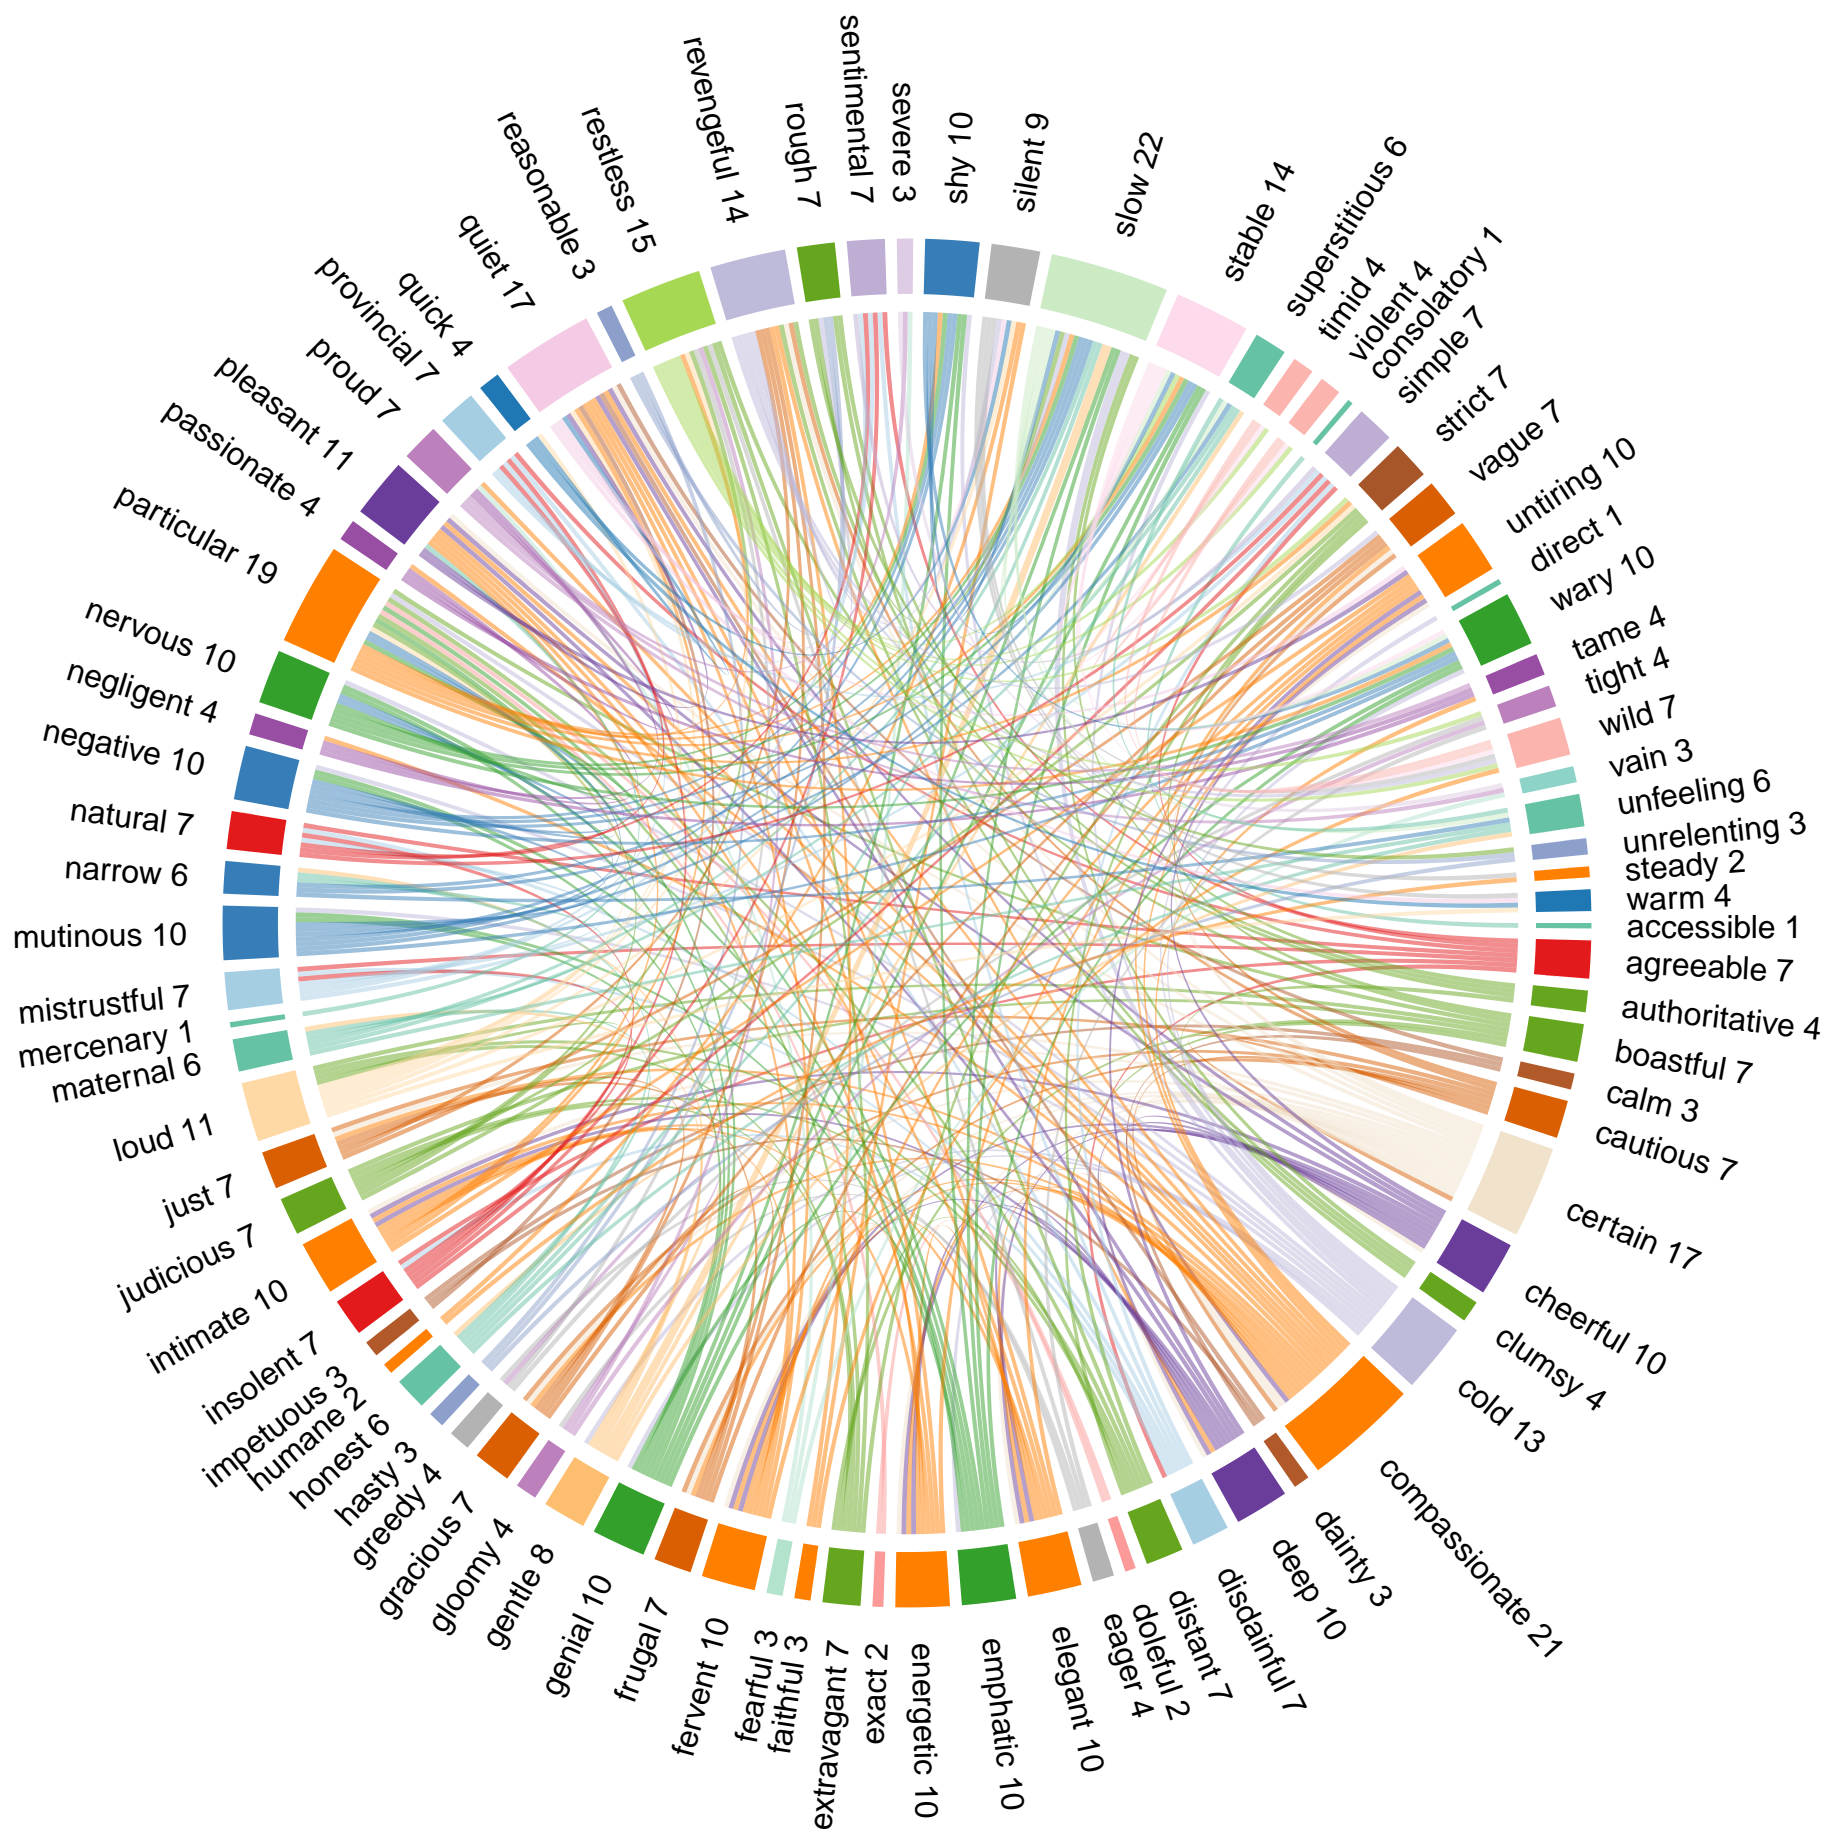 severe 3
shy 10
silent 9
slow 22
stable 14
superstitious 6
timid 4
violent 4
consolatory 1
simple 7
strict 7
vague 7
untiring 10
direct 1
wary 10
tame 4
tight 4
wild 7
vain 3
unfeeling 6
unrelenting 3
steady 2
warm 4
accessible 1
agreeable 7
authoritative 4
boastful 7
calm 3
cautious 7
certain 17
cheerful 10
clumsy 4
cold 13
compassionate 21
dainty 3
deep 10
disdainful 7
distant 7
doleful 2
eager 4
elegant 10
emphatic 10
energetic 10
exact 2
extravagant 7
faithful 3
fearful 3
fervent 10
frugal 7
genial 10
gentle 8
gloomy 4
gracious 7
greedy 4
hasty 3
honest 6
humane 2
impetuous 3
insolent 7
intimate 10
judicious 7
just 7
loud 11
maternal 6
mercenary 1
mistrustful 7
mutinous 10
narrow 6
natural 7
negative 10
negligent 4
nervous 10
particular 19
passionate 4
pleasant 11
proud 7
provincial 7
quick 4
quiet 17
reasonable 3
restless 15
revengeful 14
rough 7
sentimental 7